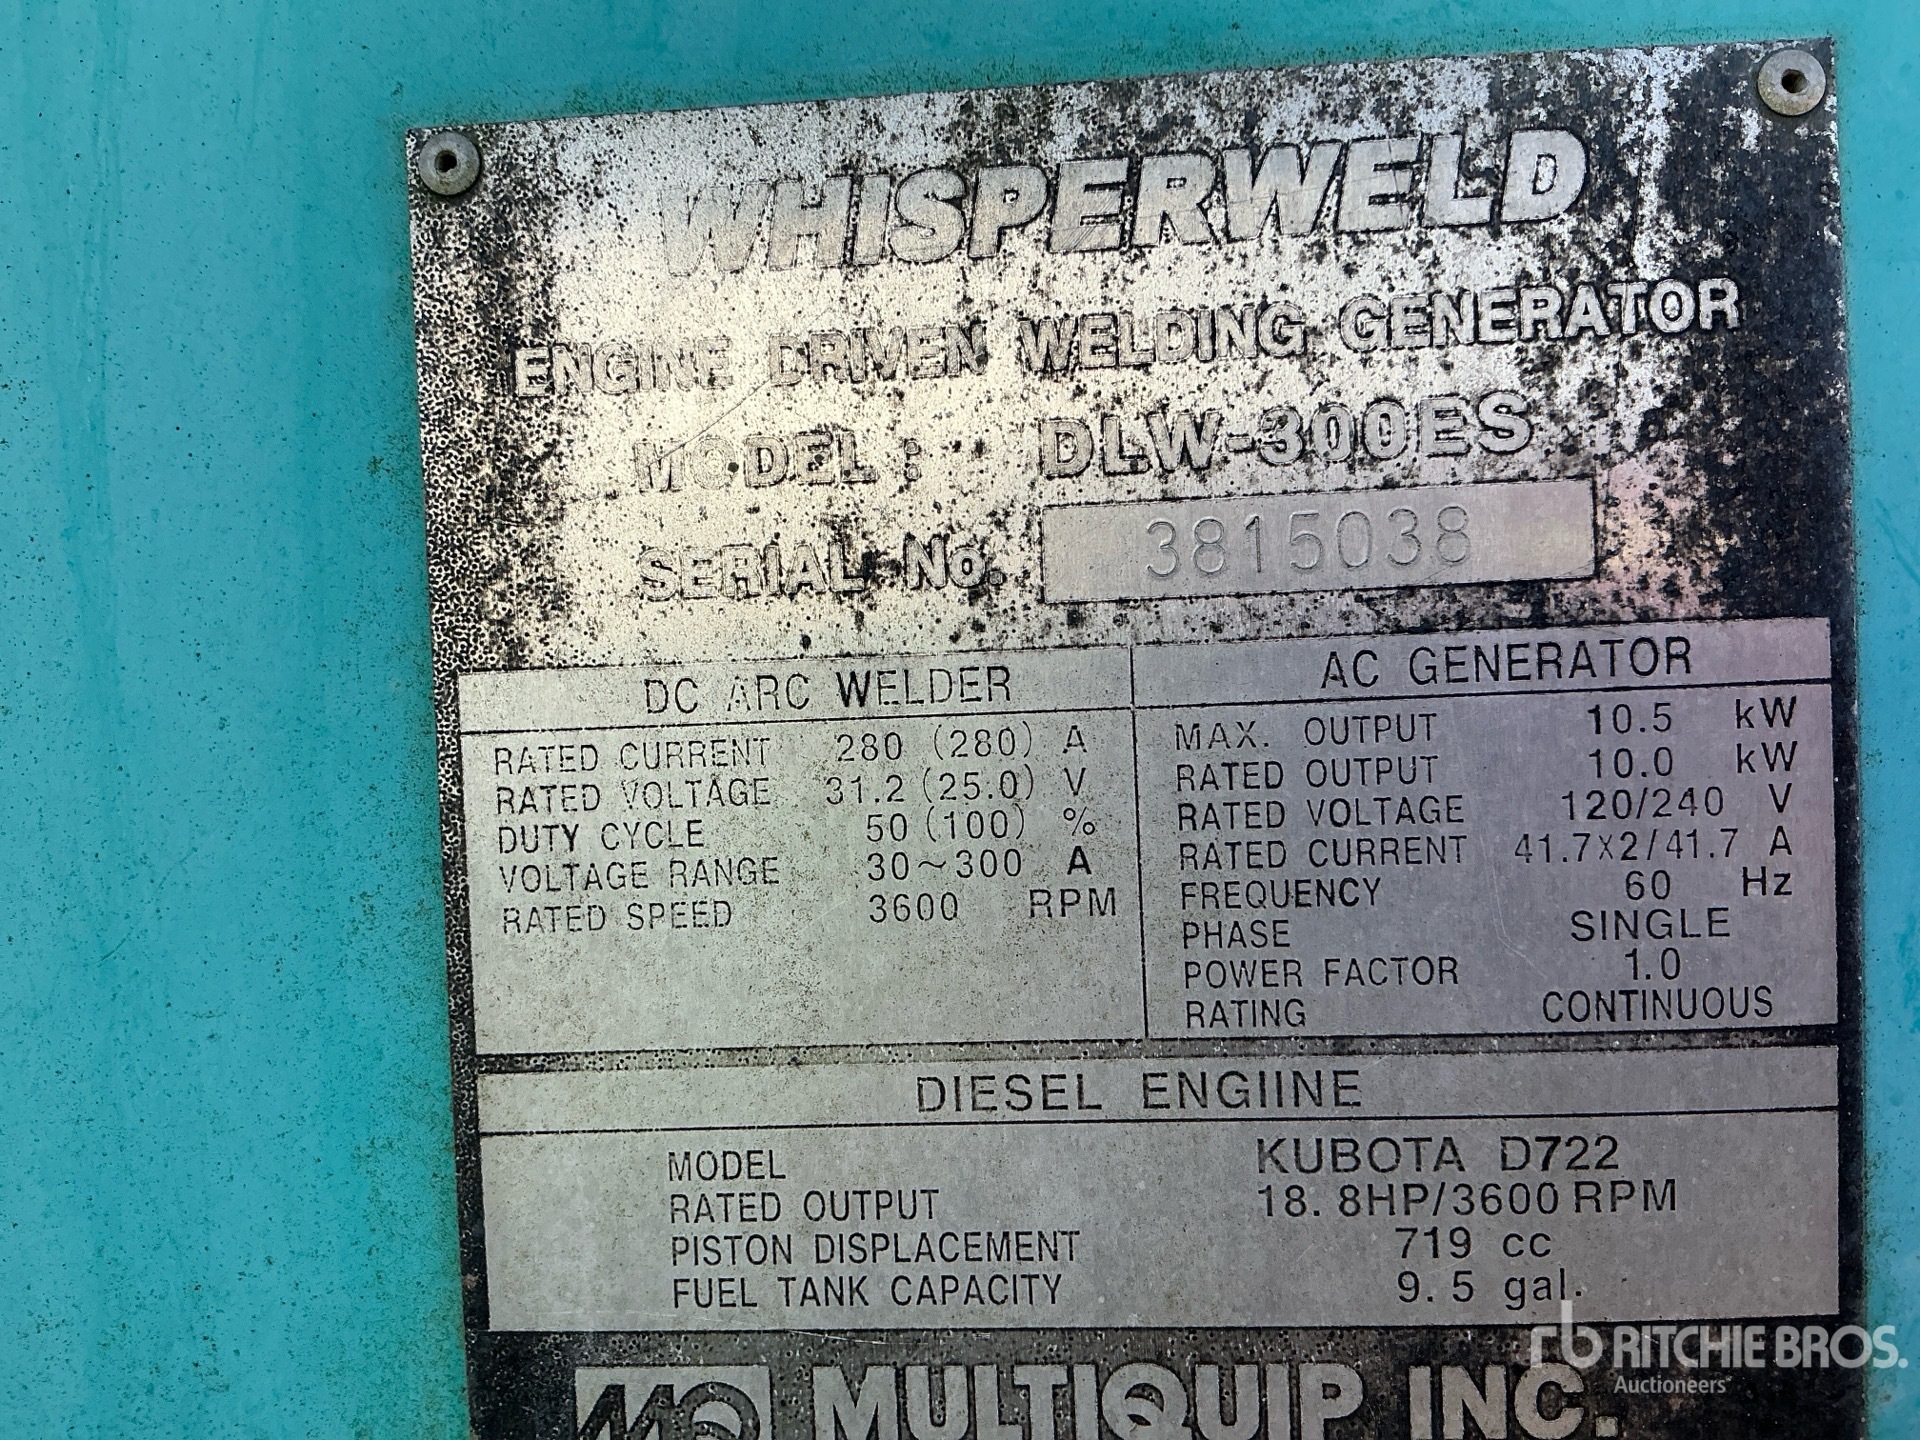 WHISPERWELD
ENGINE DRIVEN WELDING GENERATOR
MODEL: DLW-300ES
SERIAL No. 3815038
DC ARC WELDER
RATED CURRENT 280 (280) A
RATED VOLTAGE 31.2 (25.0) V
DUTY CYCLE 50 (100) %
VOLTAGE RANGE 30~300 A
RATED SPEED 3600 RPM
AC GENERATOR
MAX. OUTPUT 10.5 kW
RATED OUTPUT 10.0 kW
RATED VOLTAGE 120/240 V
RATED CURRENT 41.7X2/41.7 A
FREQUENCY 60 Hz
PHASE SINGLE
POWER FACTOR 1.0
RATING CONTINUOUS
DIESEL ENGIINE
MODEL KUBOTA D722
RATED OUTPUT 18.8HP/3600RPM
PISTON DISPLACEMENT 719 cc
FUEL TANK CAPACITY 9.5 gal.
MQ MULTIQUIP INC.
rb RITCHIE BROS.
Auctioneers